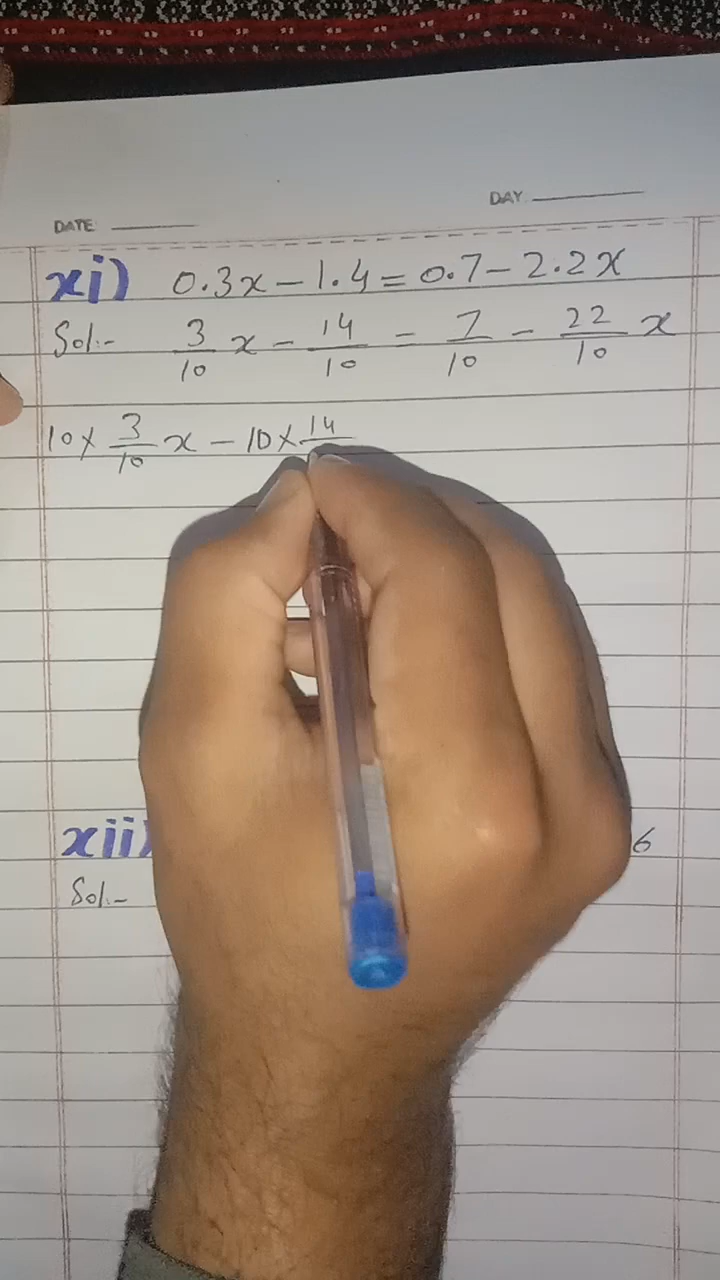 DAY
DATE
xi) 0.3x - 1.4 = 0.7 - 2.2x
Sol:- 3/10 x - 14/10 = 7/10 - 22/10 x
10 × 3/10 x - 10 × 14
xii) 6
Sol:-